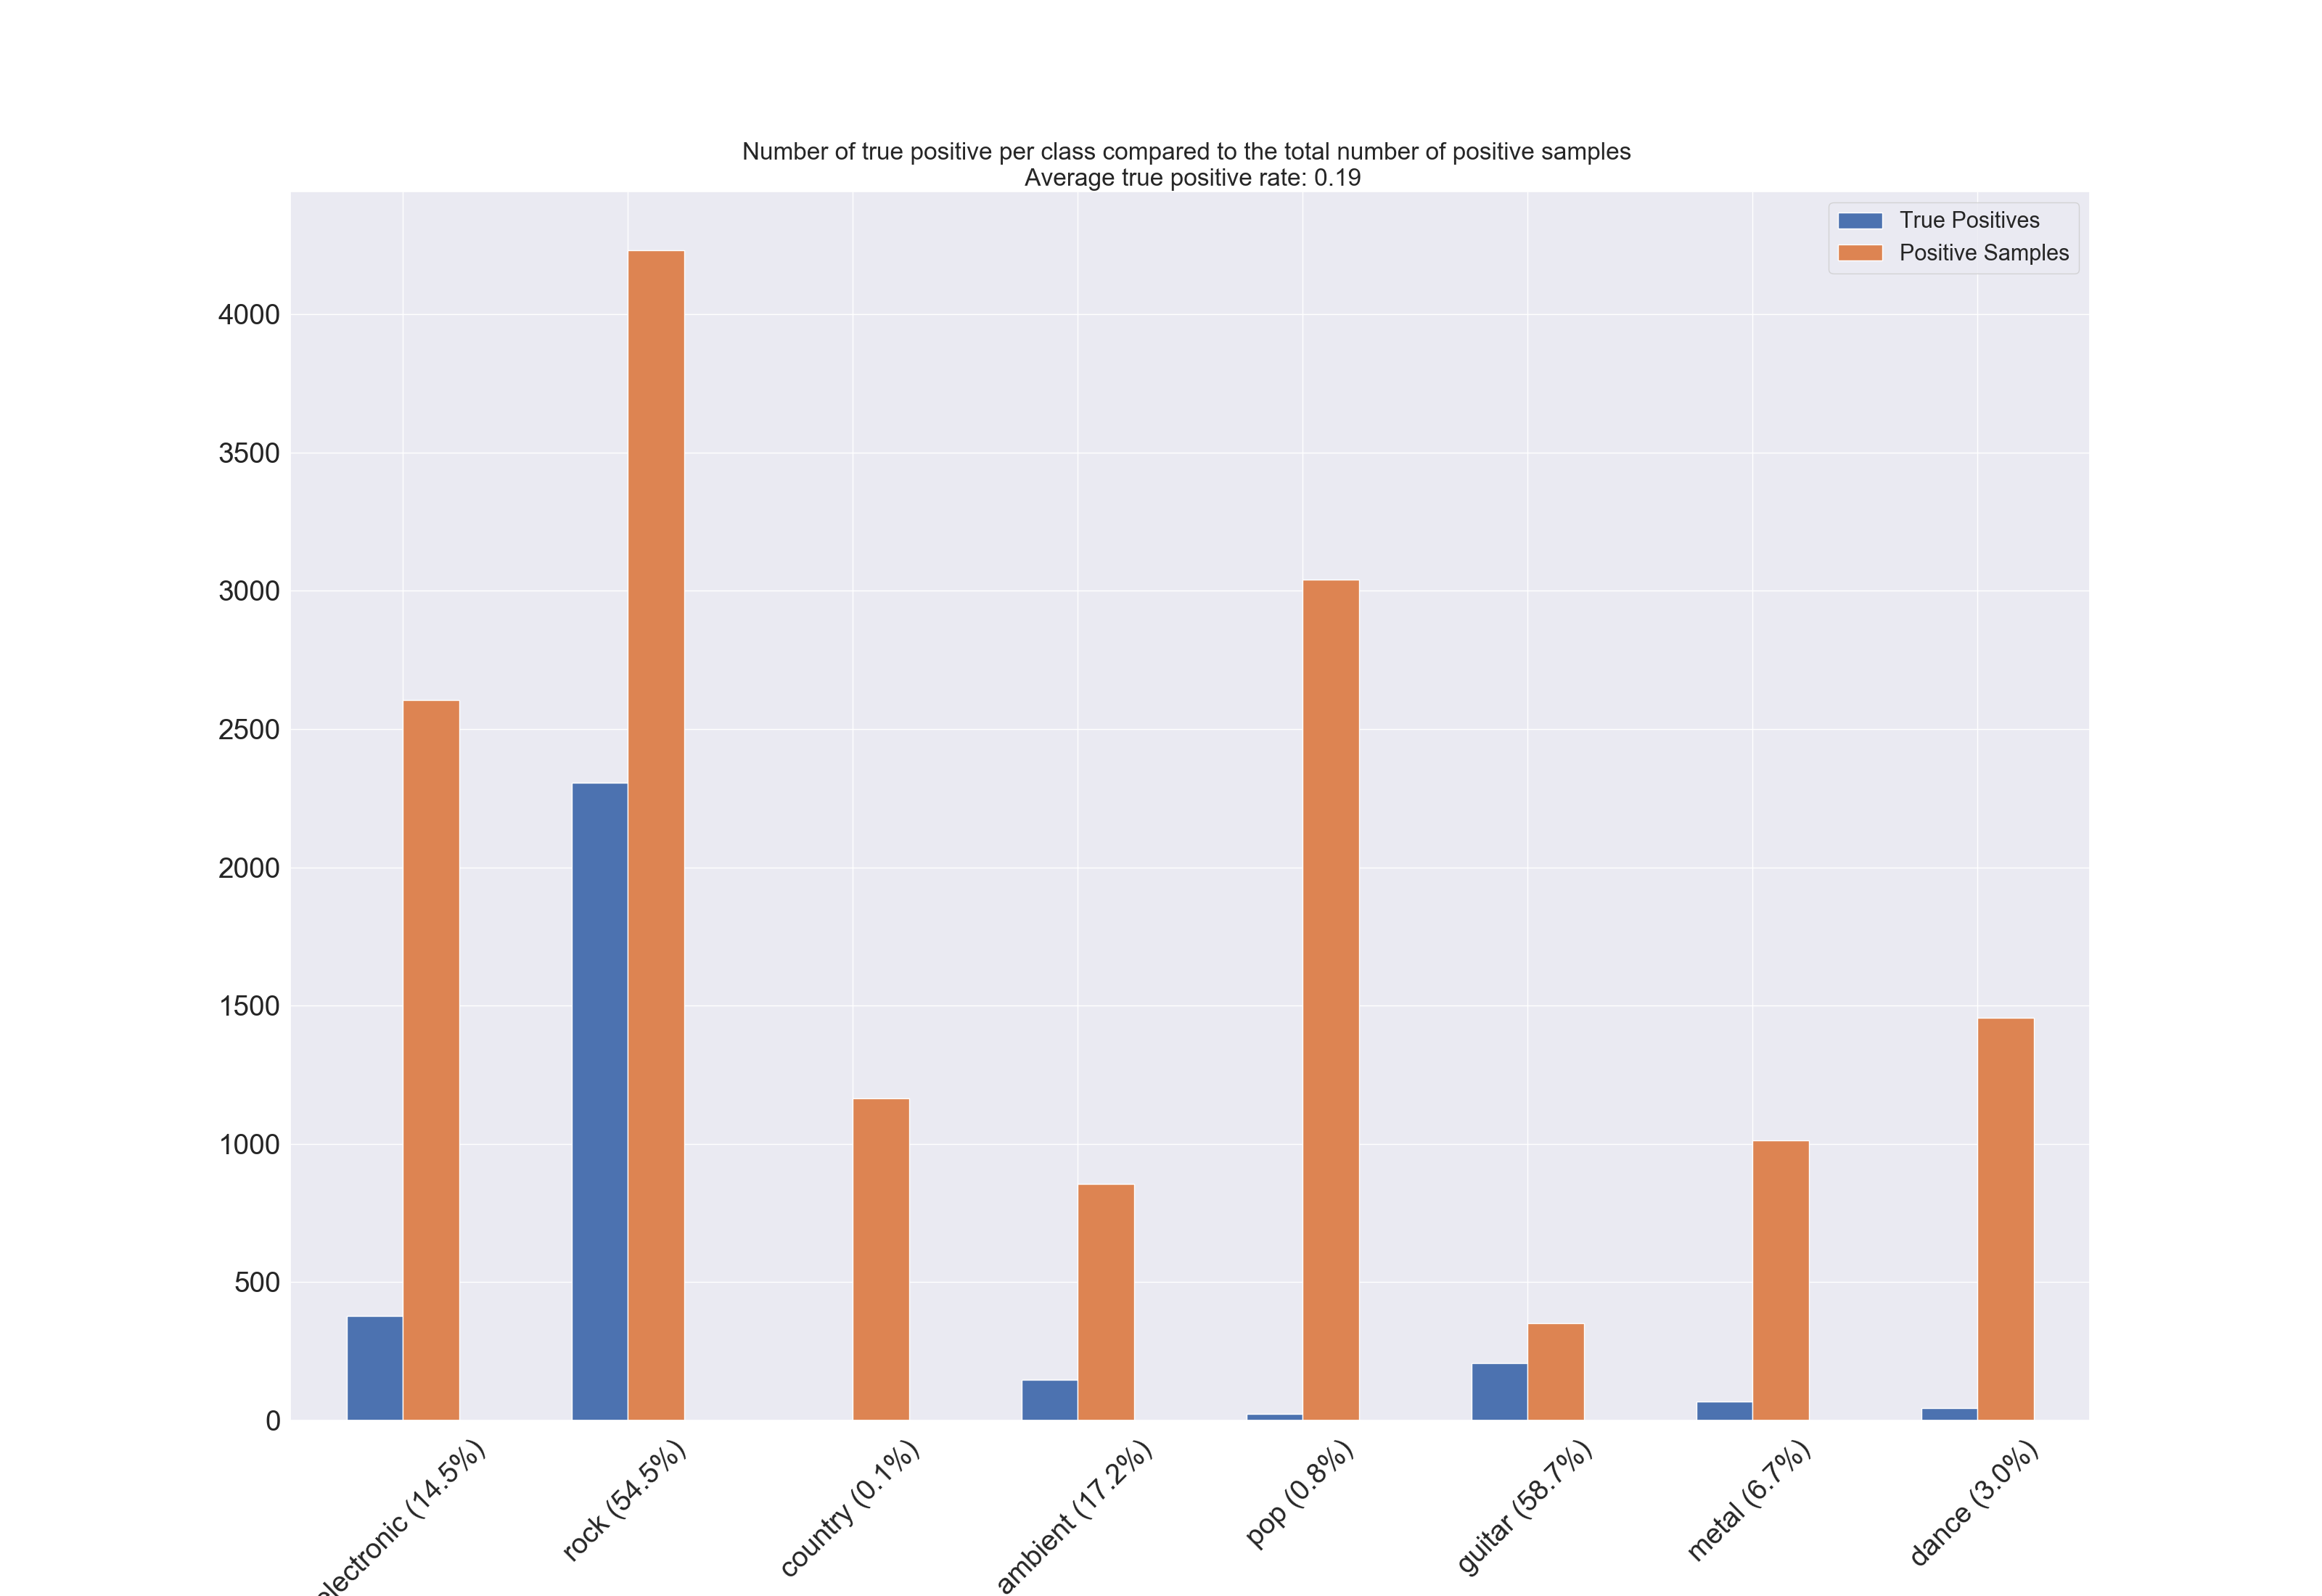 Number of true positive per class compared to the total number of positive samples
Average true positive rate: 0.19
True Positives
Positive Samples
4000
3500
3000
2500
2000
1500
1000
500
0
electronic (14.5%)
rock (54.5%)
country (0.1%)
ambient (17.2%)
pop (0.8%)
guitar (58.7%)
metal (6.7%)
dance (3.0%)